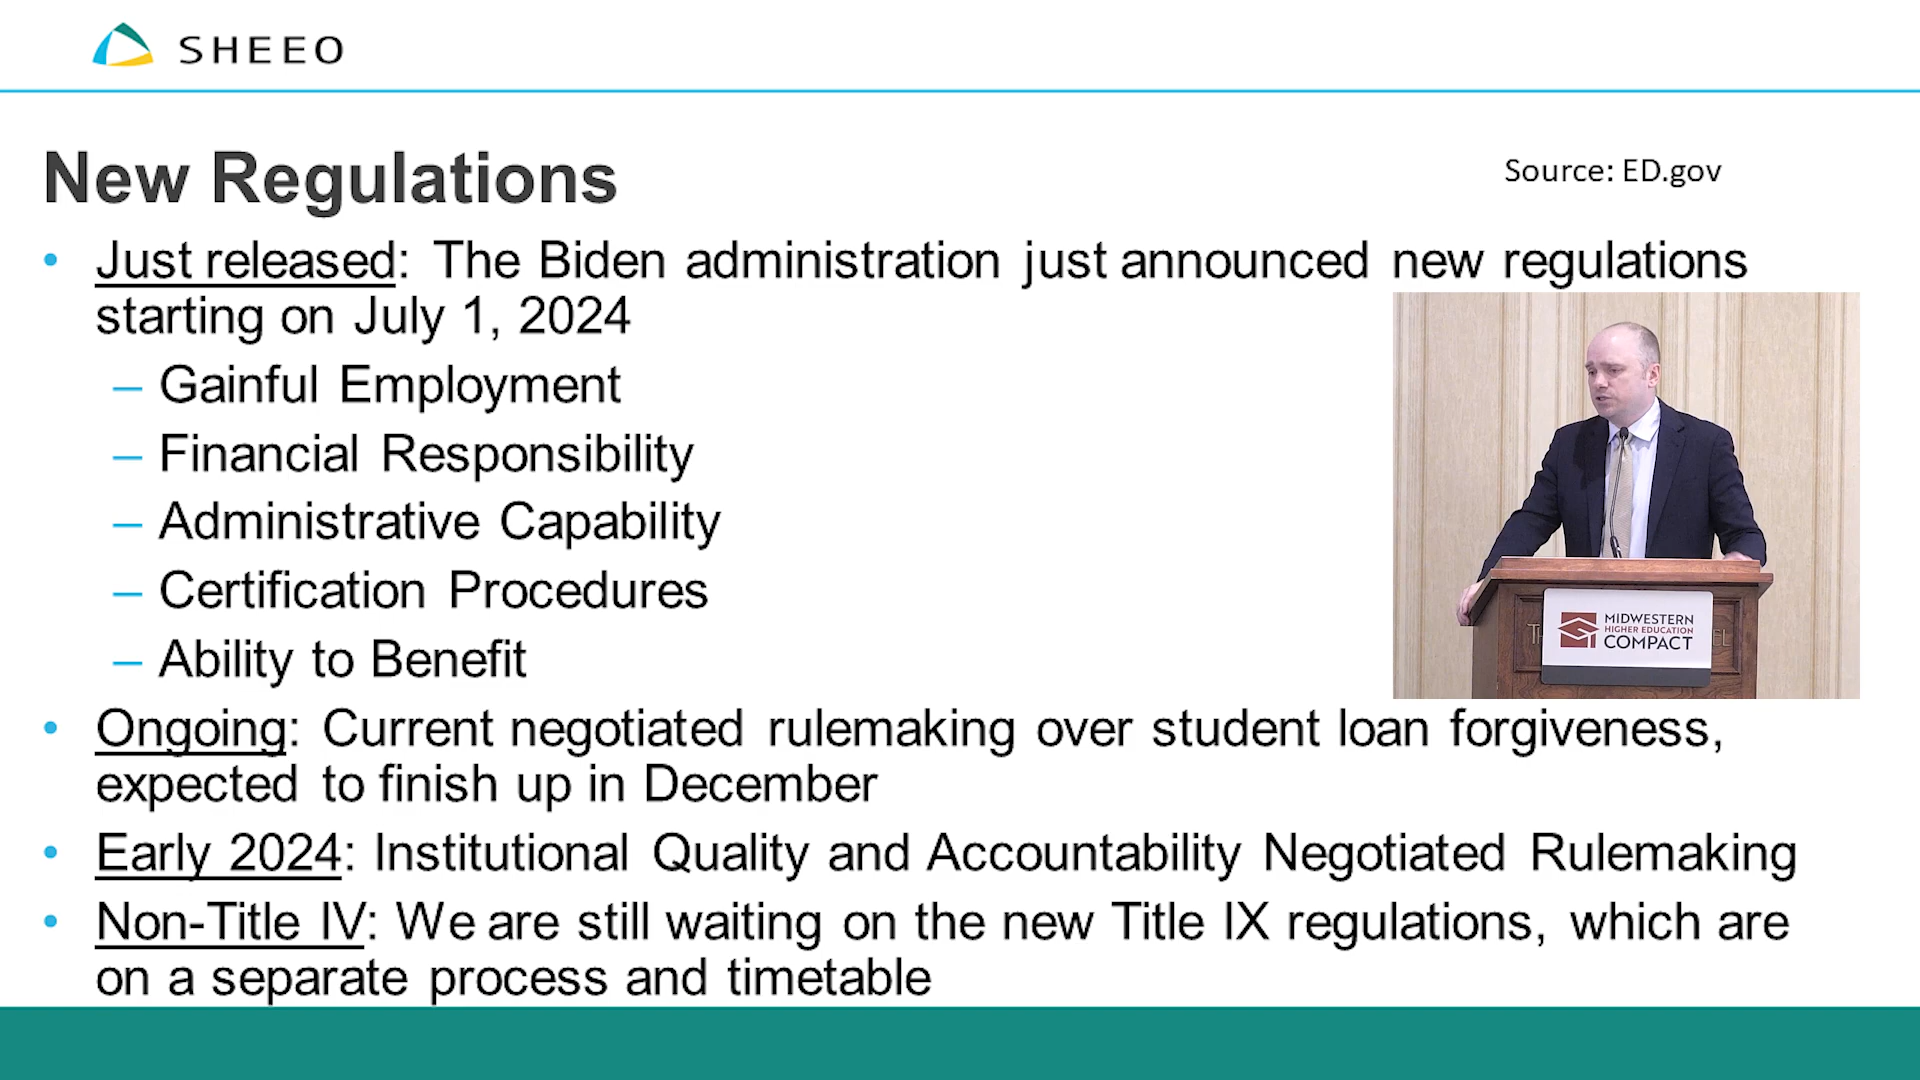 SHEEO
New Regulations
Source: ED.gov
• Just released: The Biden administration just announced new regulations
starting on July 1, 2024
– Gainful Employment
– Financial Responsibility
– Administrative Capability
– Certification Procedures
– Ability to Benefit
MIDWESTERN
HIGHER EDUCATION
COMPACT
• Ongoing: Current negotiated rulemaking over student loan forgiveness,
expected to finish up in December
• Early 2024: Institutional Quality and Accountability Negotiated Rulemaking
• Non-Title IV: We are still waiting on the new Title IX regulations, which are
on a separate process and timetable